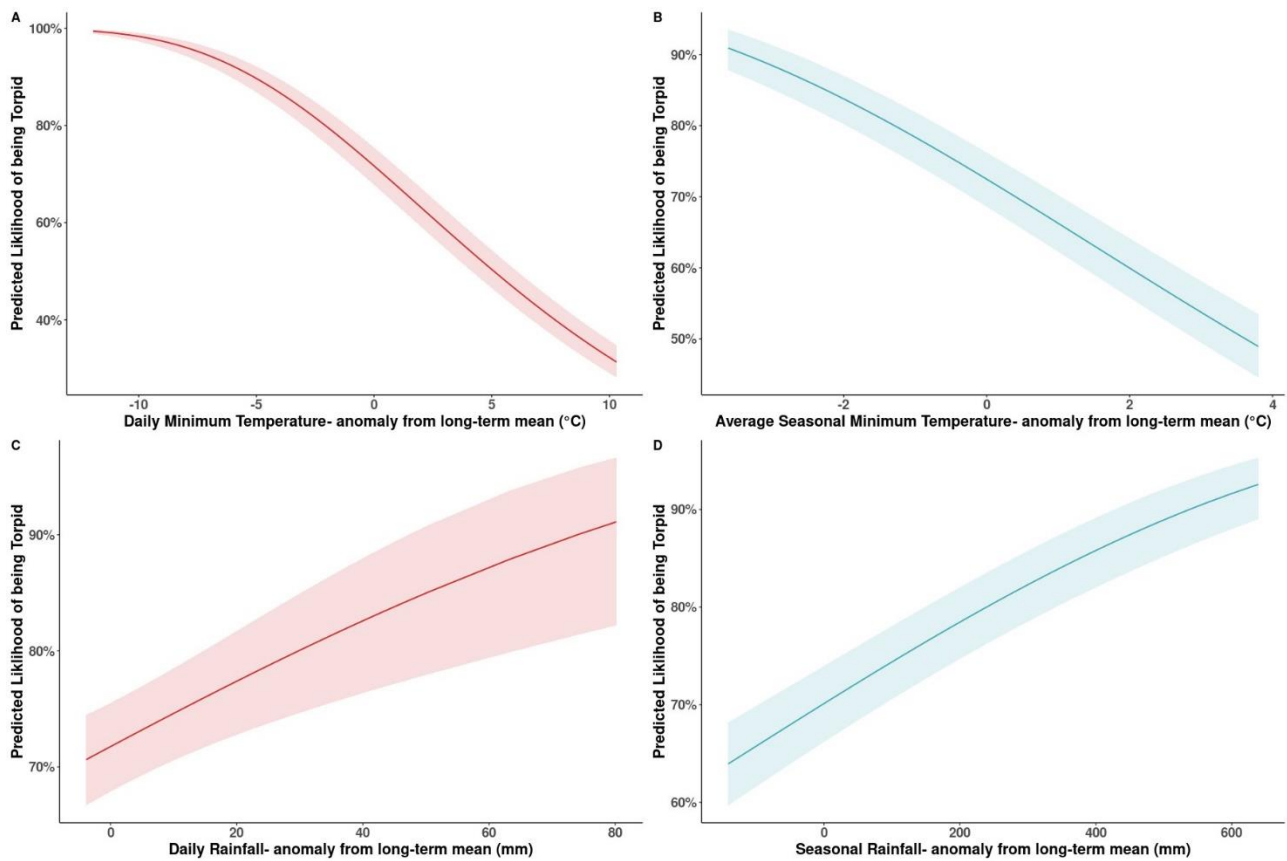 A
Predicted Liklihood of being Torpid
100%
80%
60%
40%
-10
-5
0
5
10
Daily Minimum Temperature- anomaly from long-term mean (°C)
B
Predicted Liklihood of being Torpid
90%
80%
70%
60%
50%
-2
0
2
4
Average Seasonal Minimum Temperature- anomaly from long-term mean (°C)
C
Predicted Liklihood of being Torpid
90%
80%
70%
0
20
40
60
80
Daily Rainfall- anomaly from long-term mean (mm)
D
Predicted Liklihood of being Torpid
90%
80%
70%
60%
0
200
400
600
Seasonal Rainfall- anomaly from long-term mean (mm)